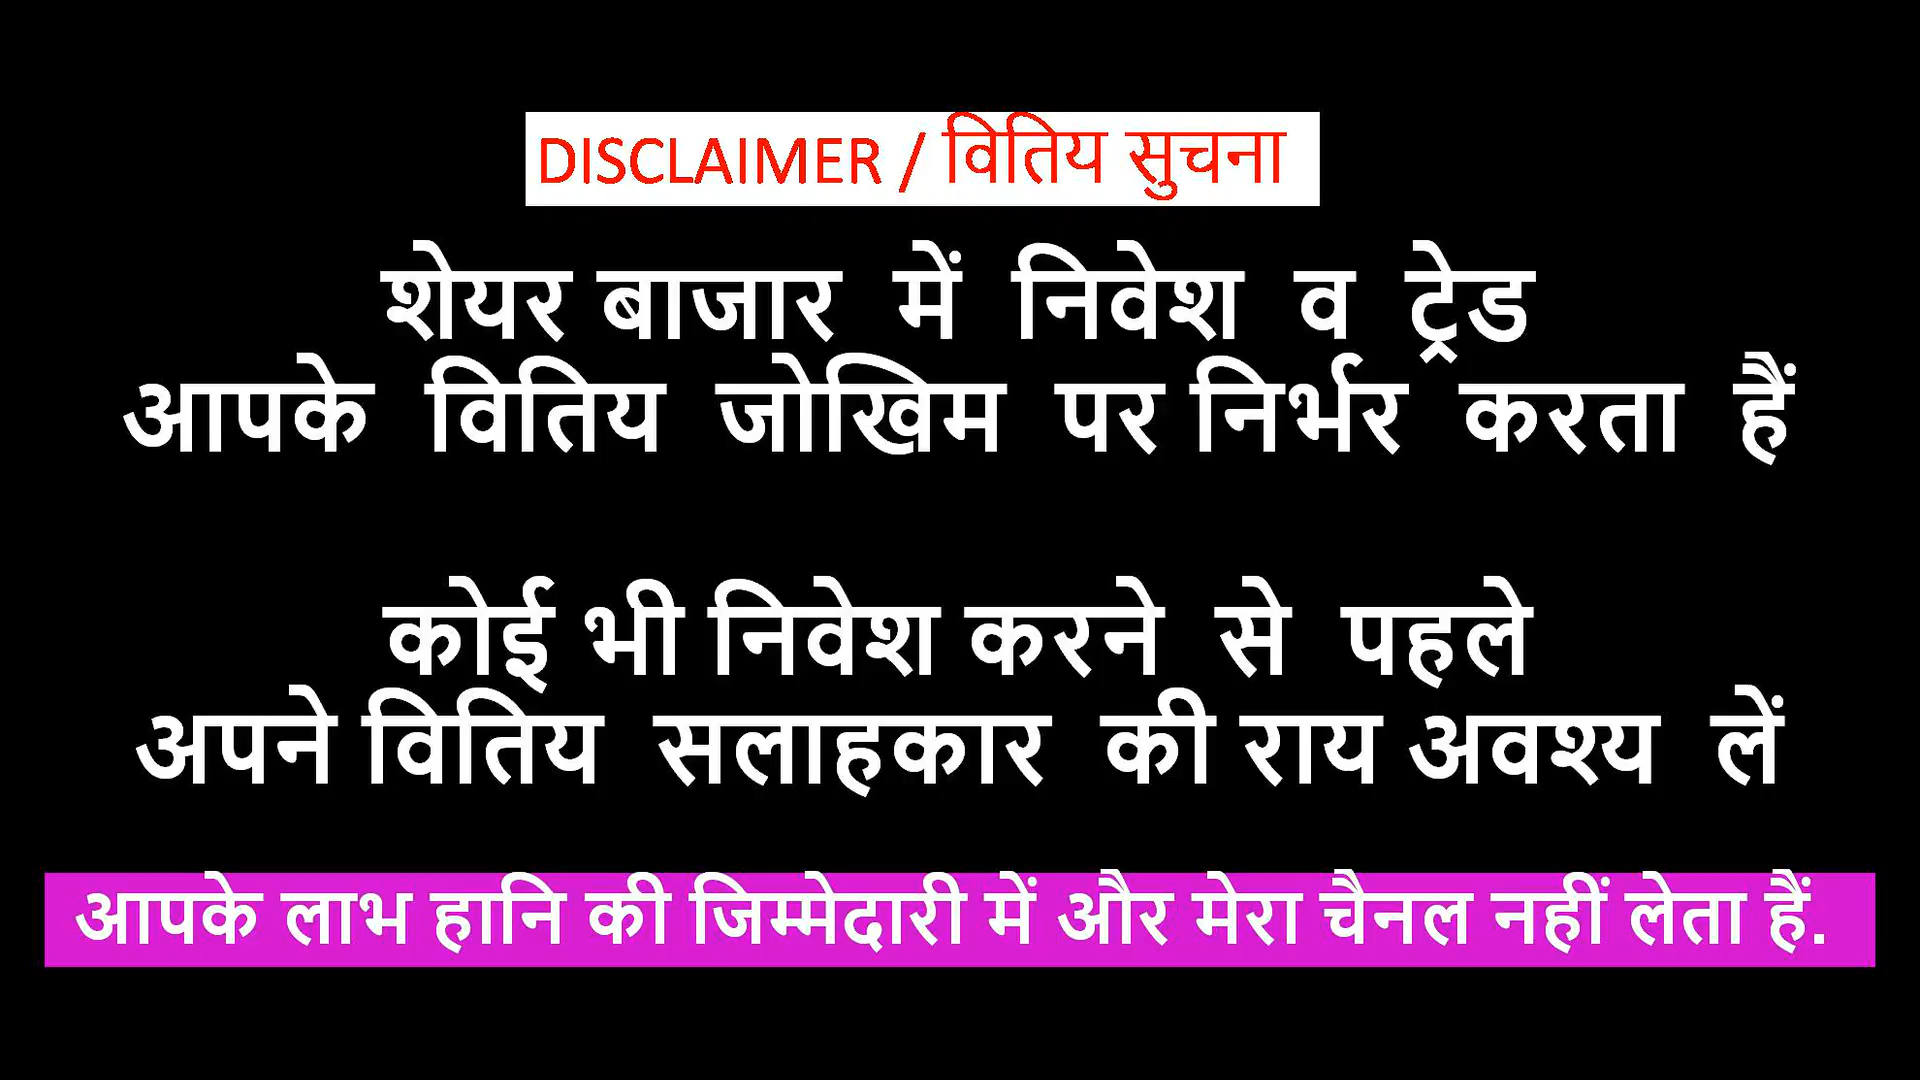 DISCLAIMER / वितिय सुचना
शेयर बाजार में निवेश व ट्रेड
आपके वितिय जोखिम पर निर्भर करता हैं
कोई भी निवेश करने से पहले
अपने वितिय सलाहकार की राय अवश्य लें
आपके लाभ हानि की जिम्मेदारी में और मेरा चैनल नहीं लेता हैं.